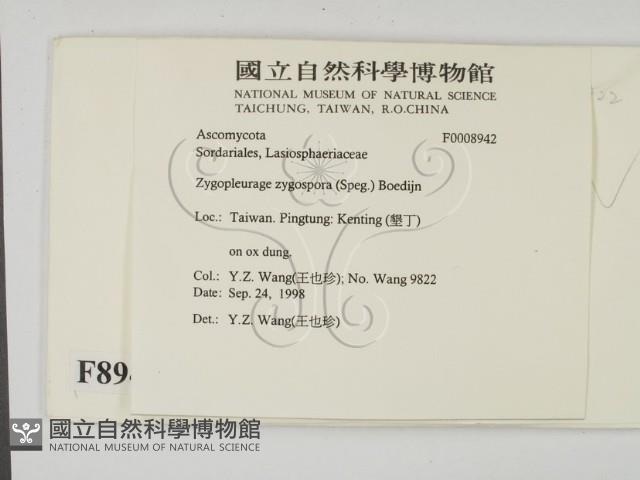 國立自然科學博物館
NATIONAL MUSEUM OF NATURAL SCIENCE
TAICHUNG, TAIWAN, R.O.CHINA
Ascomycota F0008942
Sordariales, Lasiosphaeriaceae
Zygopleurage zygospora (Speg.) Boedijn
Loc.: Taiwan. Pingtung: Kenting (墾丁)
on ox dung.
Col.: Y.Z. Wang(王也珍); No. Wang 9822
Date: Sep. 24, 1998
Det.: Y.Z. Wang(王也珍)
國立自然科學博物館
NATIONAL MUSEUM OF NATURAL SCIENCE